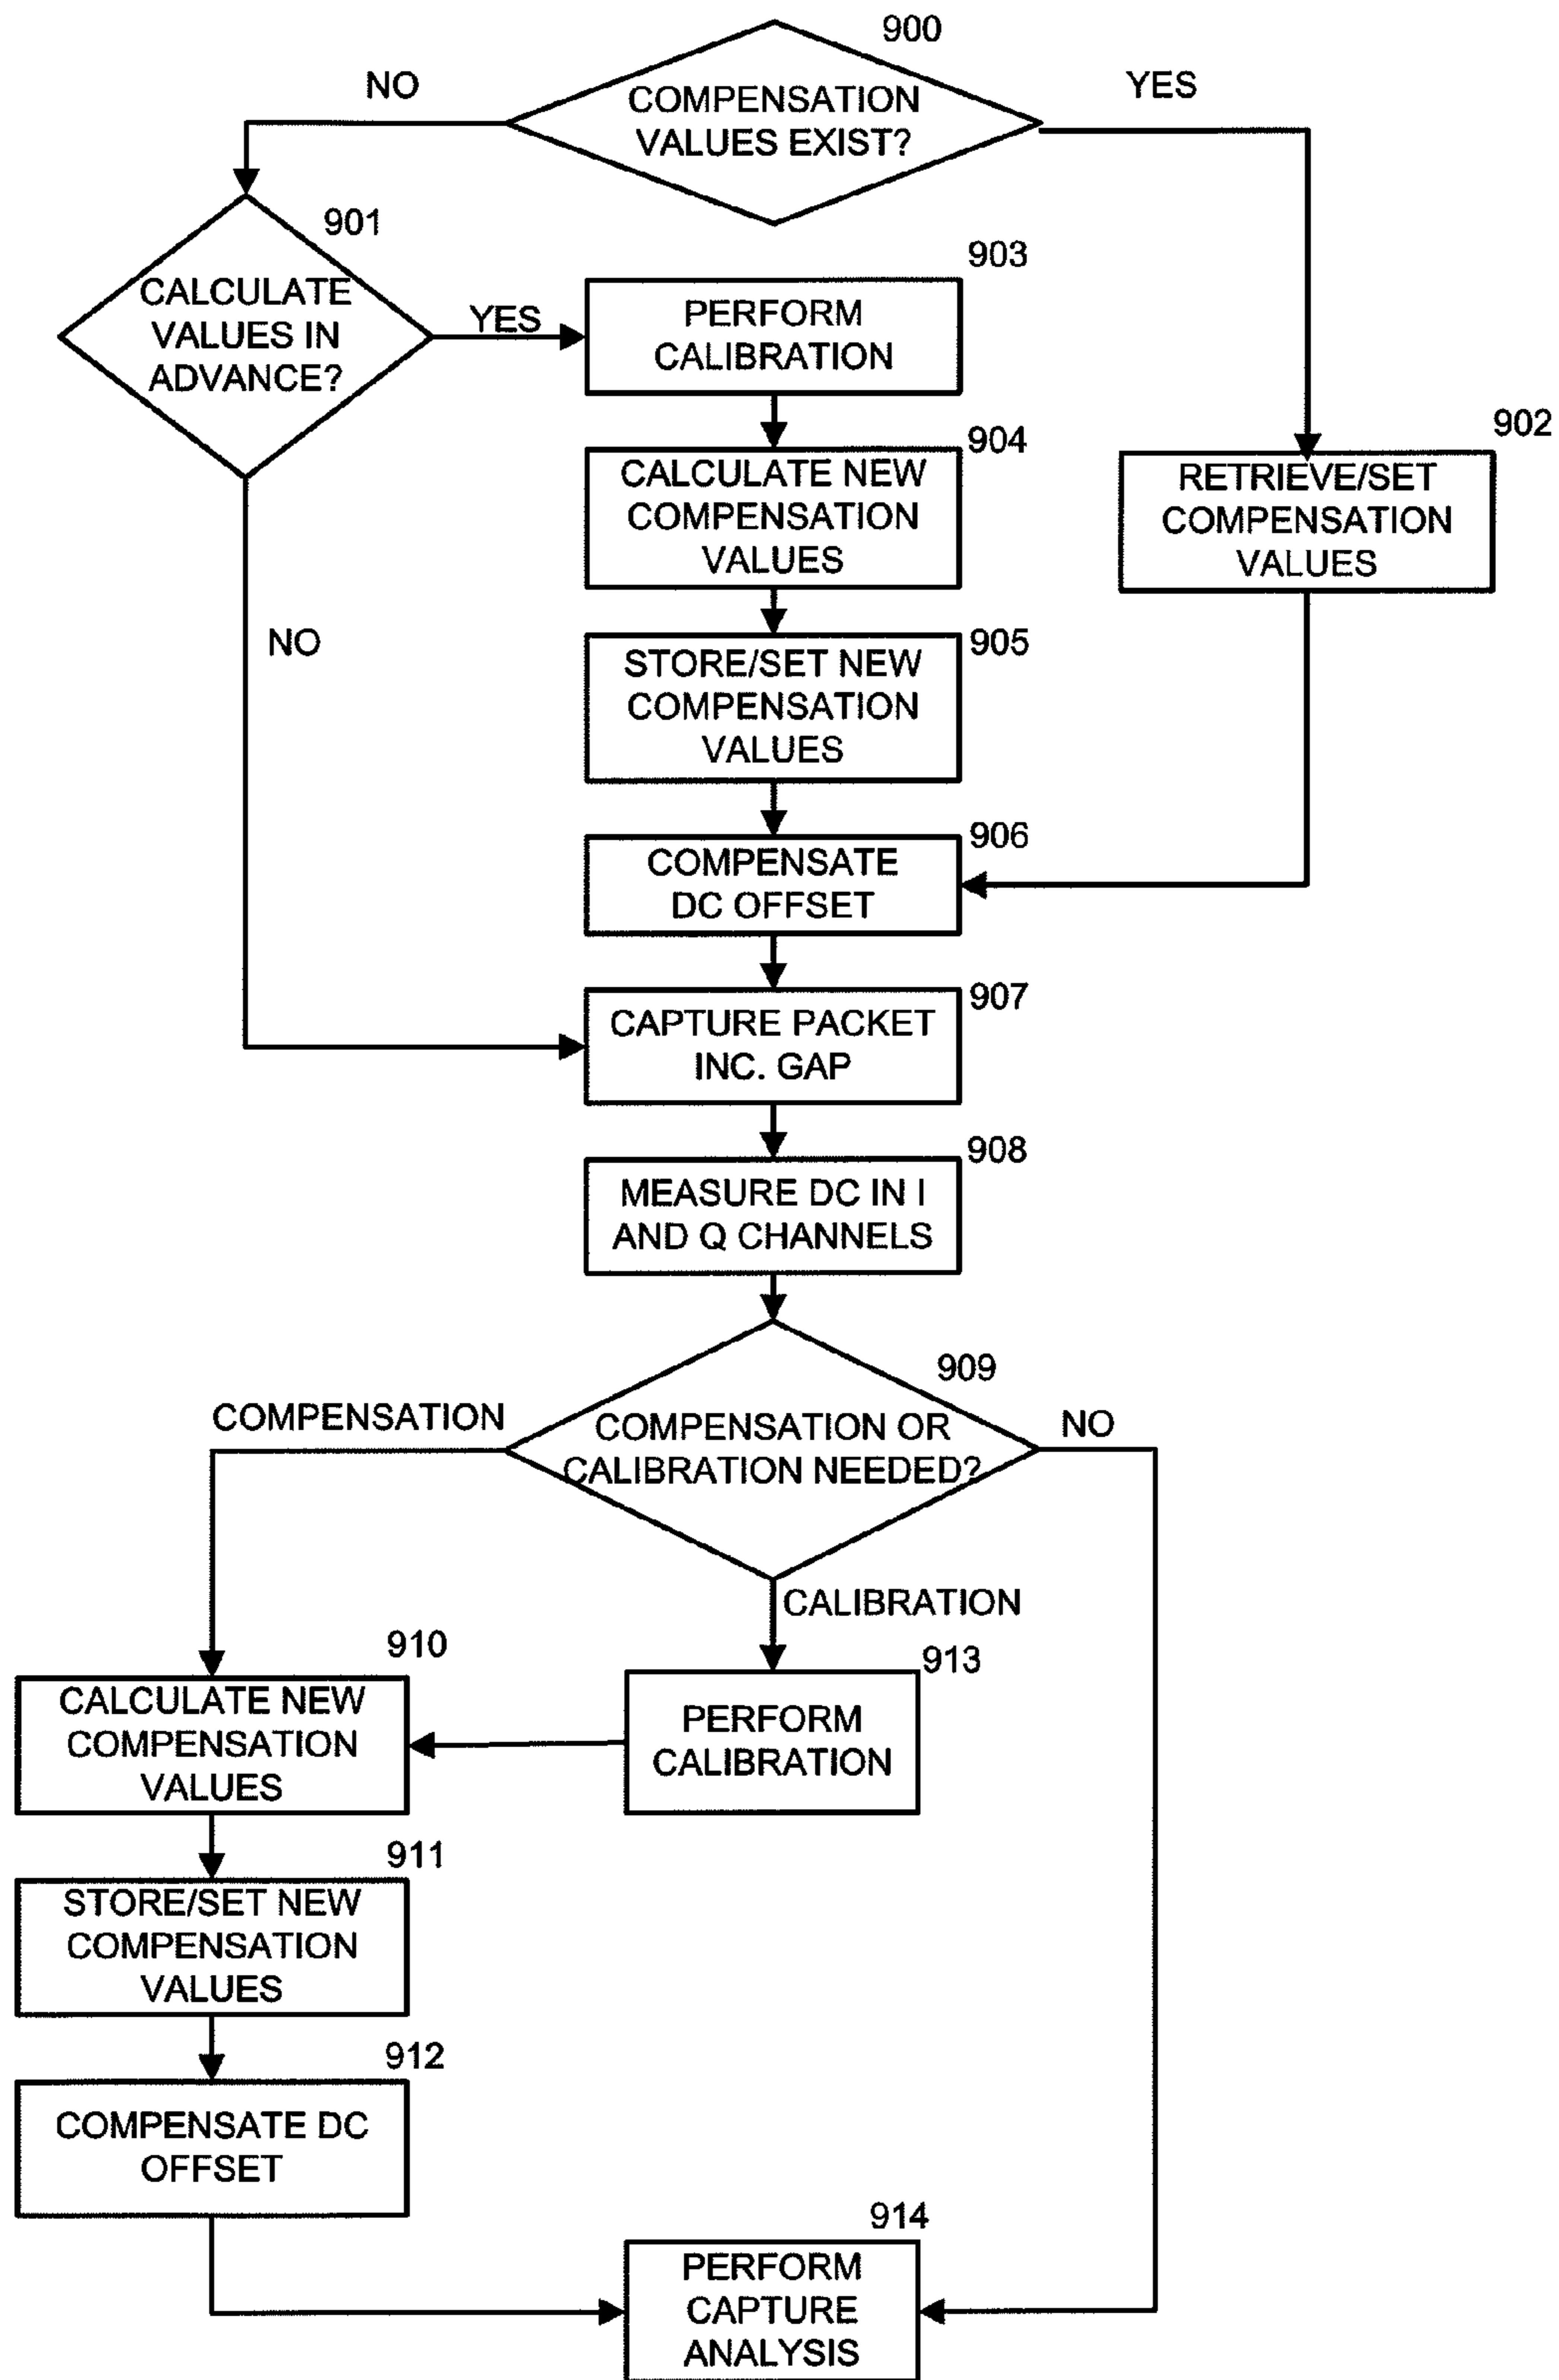 900
NO
COMPENSATION
VALUES EXIST?
YES
901
CALCULATE
VALUES IN
ADVANCE?
YES
903
PERFORM
CALIBRATION
904
CALCULATE NEW
COMPENSATION
VALUES
902
RETRIEVE/SET
COMPENSATION
VALUES
NO
905
STORE/SET NEW
COMPENSATION
VALUES
906
COMPENSATE
DC OFFSET
907
CAPTURE PACKET
INC. GAP
908
MEASURE DC IN I
AND Q CHANNELS
909
COMPENSATION
COMPENSATION OR
CALIBRATION NEEDED?
NO
CALIBRATION
910
CALCULATE NEW
COMPENSATION
VALUES
913
PERFORM
CALIBRATION
911
STORE/SET NEW
COMPENSATION
VALUES
912
COMPENSATE DC
OFFSET
914
PERFORM
CAPTURE
ANALYSIS